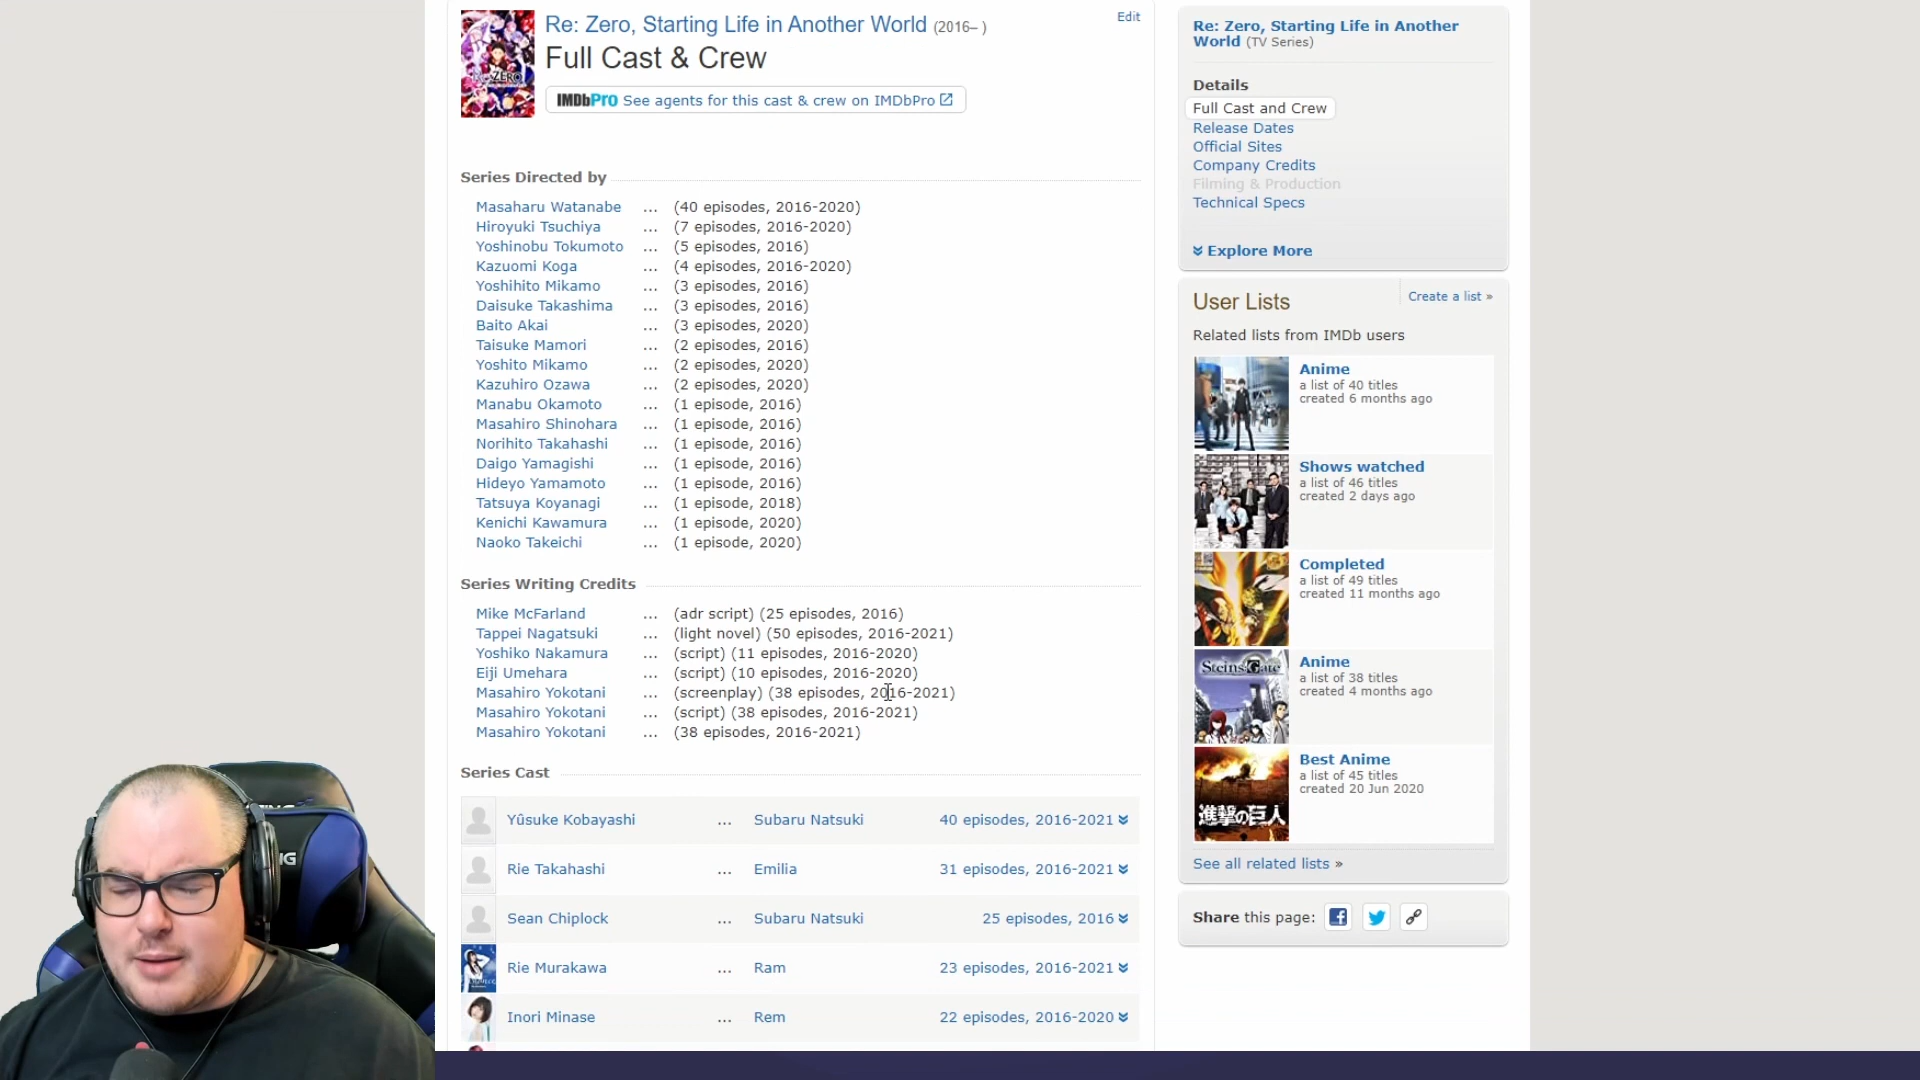 Re: Zero, Starting Life in Another World (2016– )
Edit
Full Cast & Crew
IMDbPro See agents for this cast & crew on IMDbPro
Series Directed by
Masaharu Watanabe ... (40 episodes, 2016-2020)
Hiroyuki Tsuchiya ... (7 episodes, 2016-2020)
Yoshinobu Tokumoto ... (5 episodes, 2016)
Kazuomi Koga ... (4 episodes, 2016-2020)
Yoshihito Mikamo ... (3 episodes, 2016)
Daisuke Takashima ... (3 episodes, 2016)
Baito Akai ... (3 episodes, 2020)
Taisuke Mamori ... (2 episodes, 2016)
Yoshito Mikamo ... (2 episodes, 2020)
Kazuhiro Ozawa ... (2 episodes, 2020)
Manabu Okamoto ... (1 episode, 2016)
Masahiro Shinohara ... (1 episode, 2016)
Norihito Takahashi ... (1 episode, 2016)
Daigo Yamagishi ... (1 episode, 2016)
Hideyo Yamamoto ... (1 episode, 2016)
Tatsuya Koyanagi ... (1 episode, 2018)
Kenichi Kawamura ... (1 episode, 2020)
Naoko Takeichi ... (1 episode, 2020)
Series Writing Credits
Mike McFarland ... (adr script) (25 episodes, 2016)
Tappei Nagatsuki ... (light novel) (50 episodes, 2016-2021)
Yoshiko Nakamura ... (script) (11 episodes, 2016-2020)
Eiji Umehara ... (script) (10 episodes, 2016-2020)
Masahiro Yokotani ... (screenplay) (38 episodes, 2016-2021)
Masahiro Yokotani ... (script) (38 episodes, 2016-2021)
Masahiro Yokotani ... (38 episodes, 2016-2021)
Series Cast
Yûsuke Kobayashi ... Subaru Natsuki 40 episodes, 2016-2021
Rie Takahashi ... Emilia 31 episodes, 2016-2021
Sean Chiplock ... Subaru Natsuki 25 episodes, 2016
Rie Murakawa ... Ram 23 episodes, 2016-2021
Inori Minase ... Rem 22 episodes, 2016-2020
Re: Zero, Starting Life in Another
World (TV Series)
Details
Full Cast and Crew
Release Dates
Official Sites
Company Credits
Filming & Production
Technical Specs
Explore More
User Lists
Create a list »
Related lists from IMDb users
Anime
a list of 40 titles
created 6 months ago
Shows watched
a list of 46 titles
created 2 days ago
Completed
a list of 49 titles
created 11 months ago
Steins;Gate
Anime
a list of 38 titles
created 4 months ago
進撃の巨人
Best Anime
a list of 45 titles
created 20 Jun 2020
See all related lists »
Share this page: